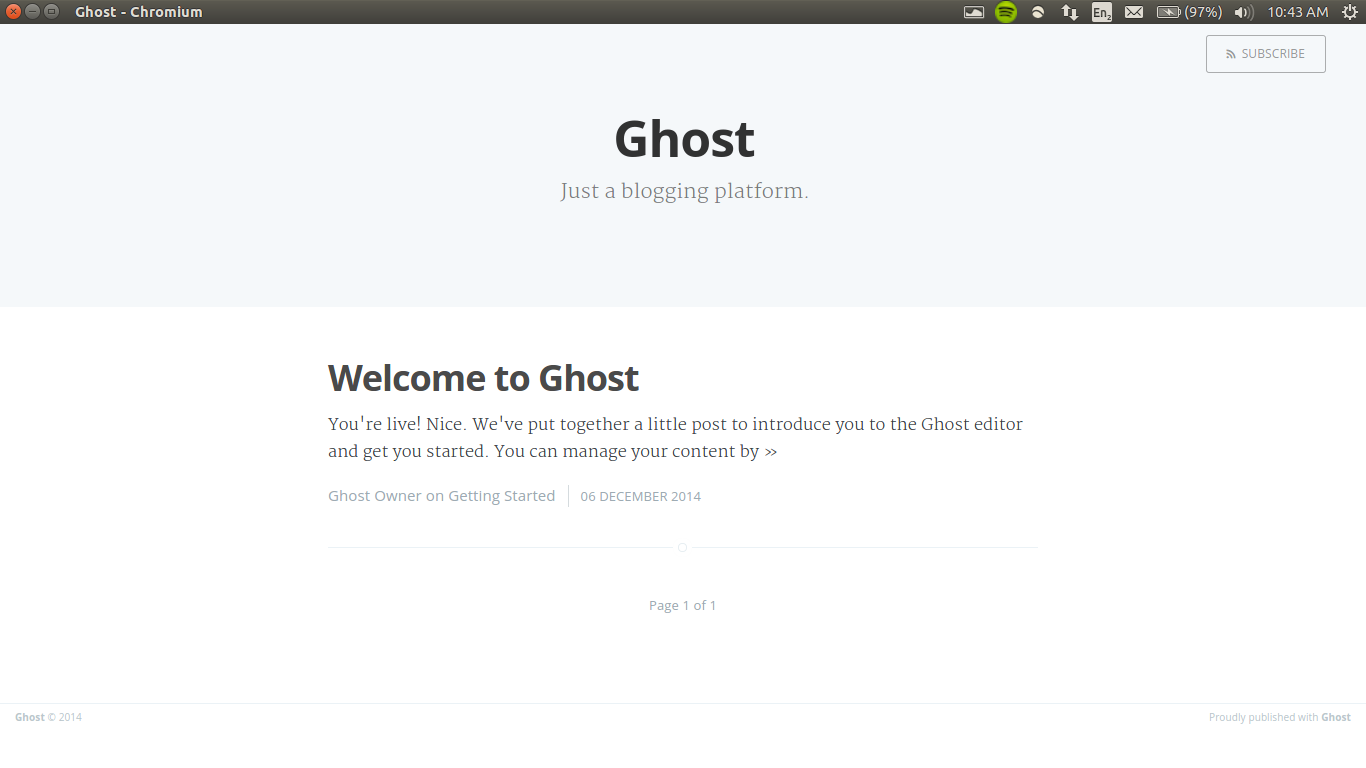 Ghost - Chromium
En2 (97%) 10:43 AM
SUBSCRIBE
Ghost
Just a blogging platform.
Welcome to Ghost
You're live! Nice. We've put together a little post to introduce you to the Ghost editor
and get you started. You can manage your content by »
Ghost Owner on Getting Started 06 DECEMBER 2014
Page 1 of 1
Ghost © 2014
Proudly published with Ghost